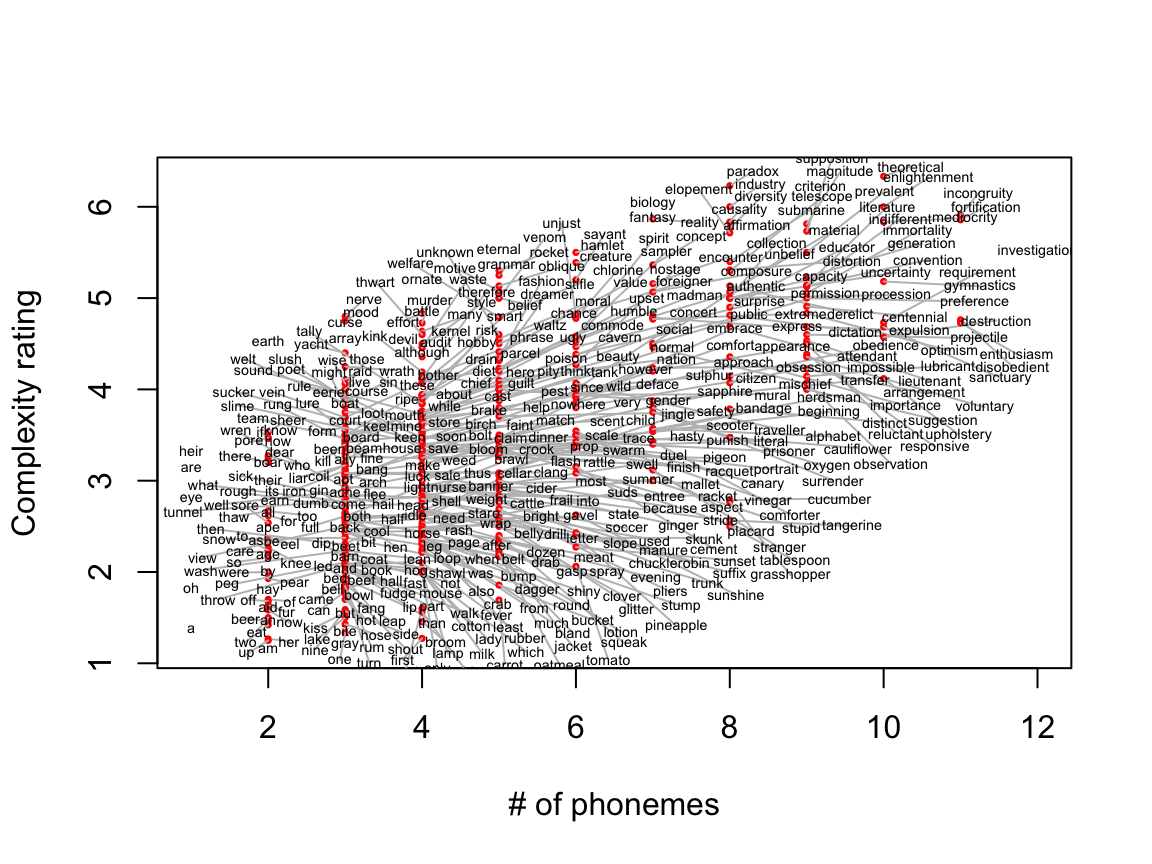 supposition
paradox magnitude theoretical
elopement industry criterion enlightenment
biology diversity telescope prevalent incongruity
fantasy reality causality submarine literature fortification
unjust affirmation indifferent mediocrity
venom savant spirit concept material immortality
unknown eternal rocket hamlet sampler collection educator generation investigation
welfare motive grammar oblique creature encounter unbelief distortion convention
thwart ornate waste fashion stifle chlorine hostage composure capacity uncertainty requirement
nerve murder therefore dreamer value foreigner authentic permission procession gymnastics
mood battle style belief moral upset madman surprise preference
tally curse effort many smart chance humble concert public extreme derelict centennial destruction
earth yacht array kink devil kernel risk waltz commode social embrace express dictation expulsion projectile
welt slush wise those audit hobby phrase ugly cavern normal comfort appearance obedience optimism enthusiasm
sound poet might raid wrath although drain parcel poison beauty nation approach attendant lubricant disobedient
sucker vein rule live sin bother diet hero pity think tank however sulphur citizen obsession impossible sanctuary
slime rung lure eerie course these chief guilt pest since wild deface sapphire mischief transfer lieutenant
team sheer boat ripe about cast nowhere very gender mural herdsman arrangement
wren if know form court loot mouth while brake help scent child jingle safety bandage beginning importance voluntary
pore how keel mine store birch faint match scooter traveller distinct suggestion
heir there dear board keen soon bolt claim dinner scale trace hasty punish literal alphabet reluctant upholstery
are boar who kill beer pea house save bloom crook prop swarm prisoner cauliflower responsive
sick their liar coil ally fine make weed brawl flash rattle swell duel pigeon oxygen observation
what rough its iron gin apt bang luck sale thus cellar clang most summer finish racquet portrait surrender
eye well sore earn dumb ache arch flee light nurse banner cider suds entree mallet canary
tunnel thaw all come hail head shell weight cattle frail into because racket vinegar cucumber
then ape for too both half idle need stare bright gavel state aspect comforter
snow to full back cool horse rash wrap soccer ginger stride placard stupid tangerine
so aspe eel dip beet bit hen leg page after belly drill letter slope used skunk stranger
view care age knee barn coat lean loop when belt dozen drab meant manure cement tablespoon
wash were by led and book hog shawl was gasp spray chuckle robin sunset grasshopper
oh peg pear bed beef half fast not bump evening suffix
throw off hay bell bowl fudge mouse also dagger shiny clover pliers trunk sunshine
aid of came fang lip part crab from round glitter stump
a beer an fur now can but hot leap than walk fever much bucket pineapple
eat kiss bite hose side cotton least bland lotion
two her lake gray rum shout broom lady rubber jacket squeak
up am nine one turn first lamp milk which tomato
only carrot oatmeal
Complexity rating
1 2 3 4 5 6
2 4 6 8 10 12
# of phonemes